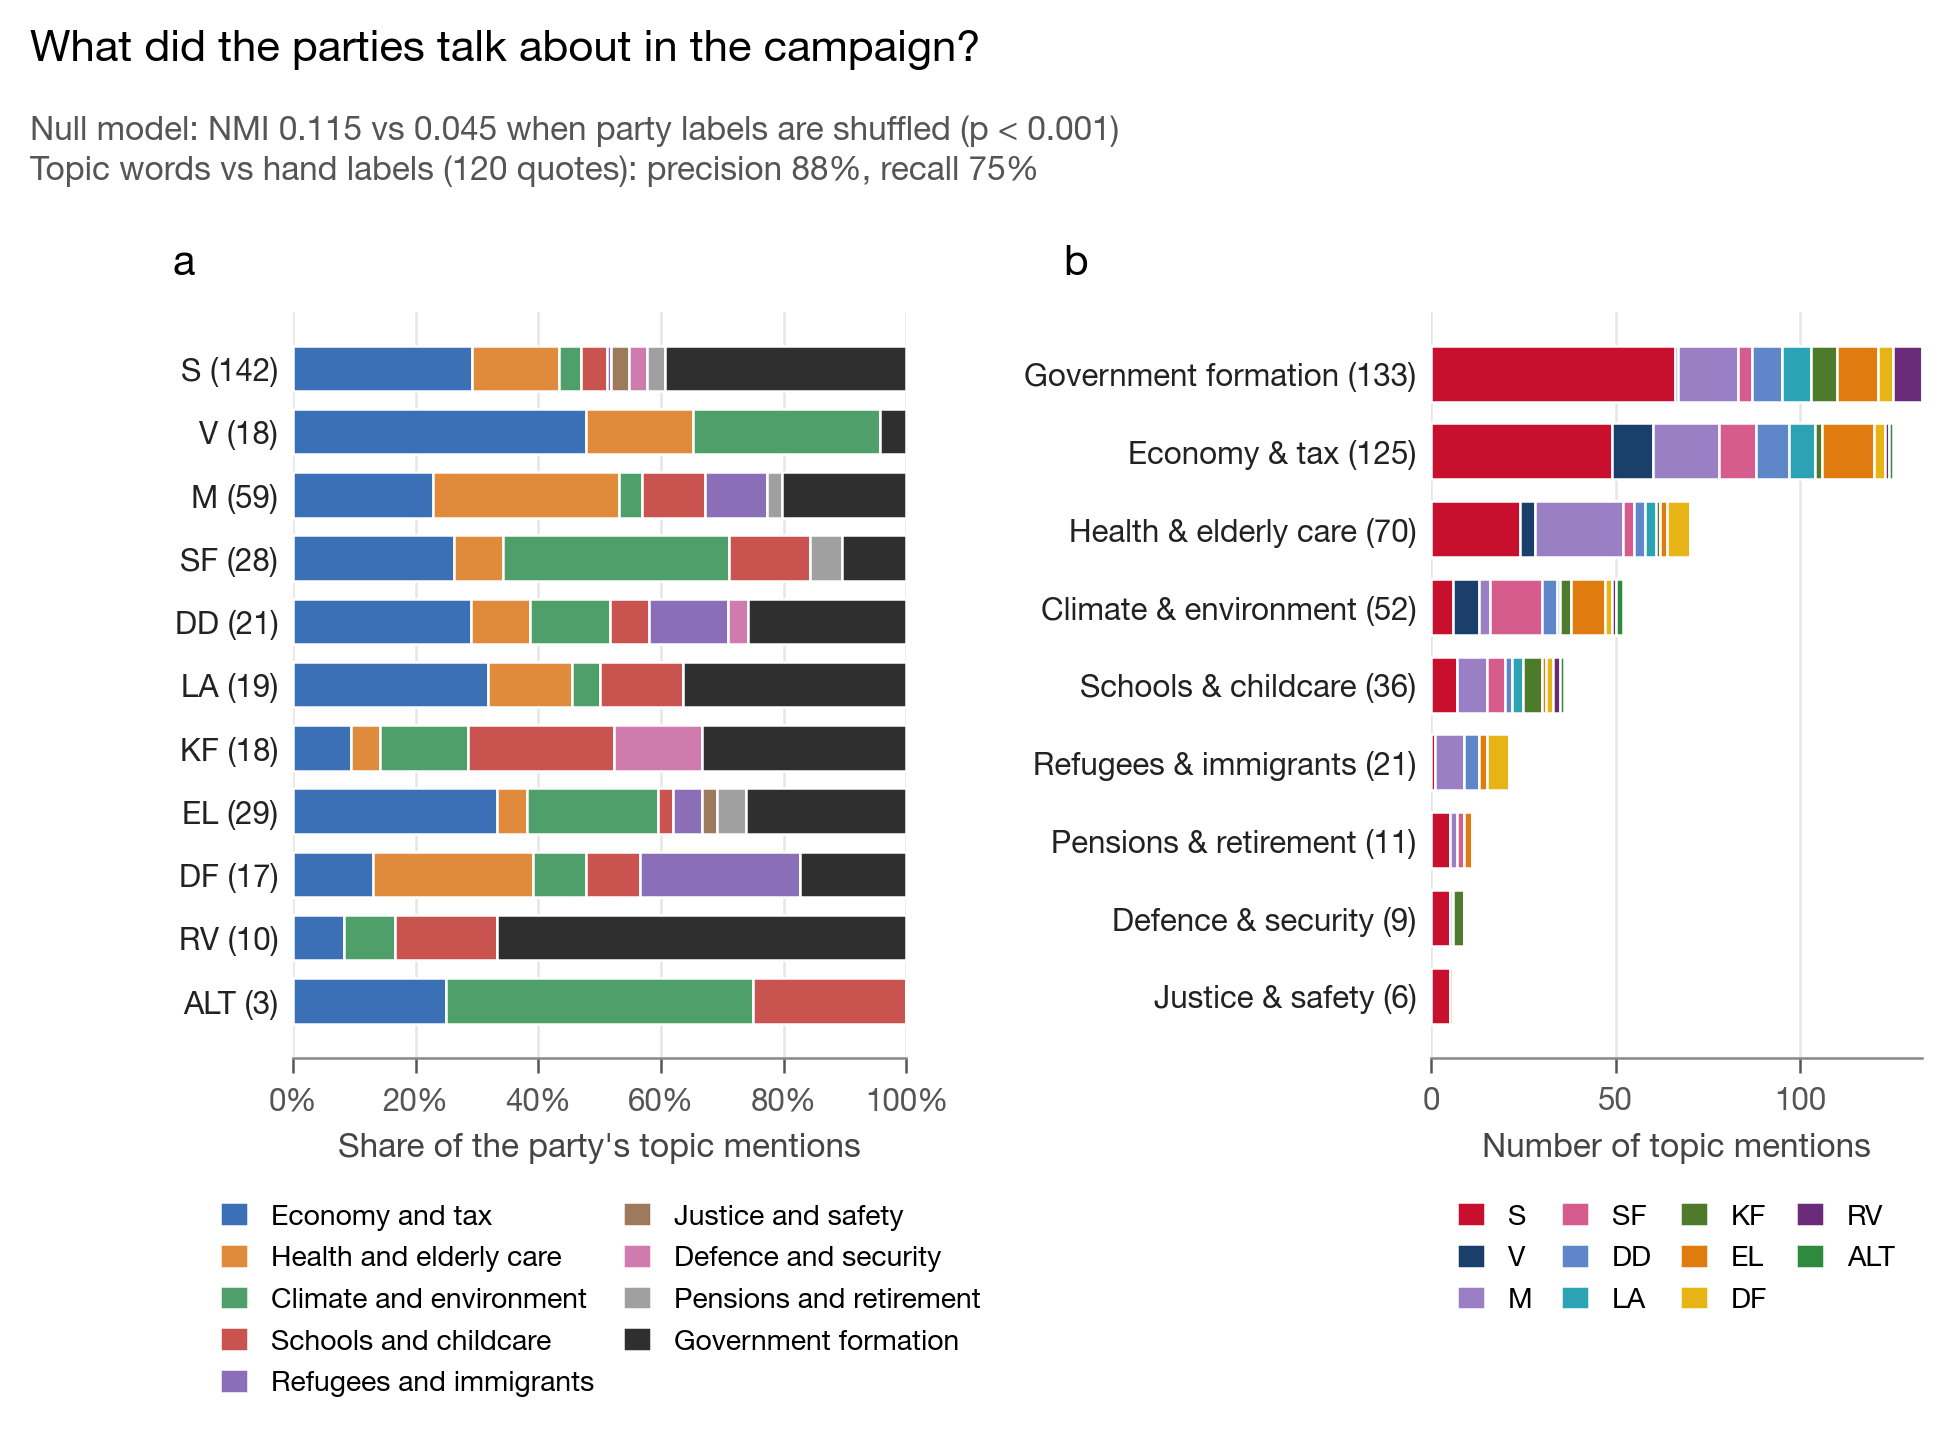 What did the parties talk about in the campaign?
Null model: NMI 0.115 vs 0.045 when party labels are shuffled (p < 0.001)
Topic words vs hand labels (120 quotes): precision 88%, recall 75%
a
S (142)
V (18)
M (59)
SF (28)
DD (21)
LA (19)
KF (18)
EL (29)
DF (17)
RV (10)
ALT (3)
0% 20% 40% 60% 80% 100%
Share of the party's topic mentions
Economy and tax
Health and elderly care
Climate and environment
Schools and childcare
Refugees and immigrants
Justice and safety
Defence and security
Pensions and retirement
Government formation
b
Government formation (133)
Economy & tax (125)
Health & elderly care (70)
Climate & environment (52)
Schools & childcare (36)
Refugees & immigrants (21)
Pensions & retirement (11)
Defence & security (9)
Justice & safety (6)
0 50 100
Number of topic mentions
S SF KF RV
V DD EL ALT
M LA DF